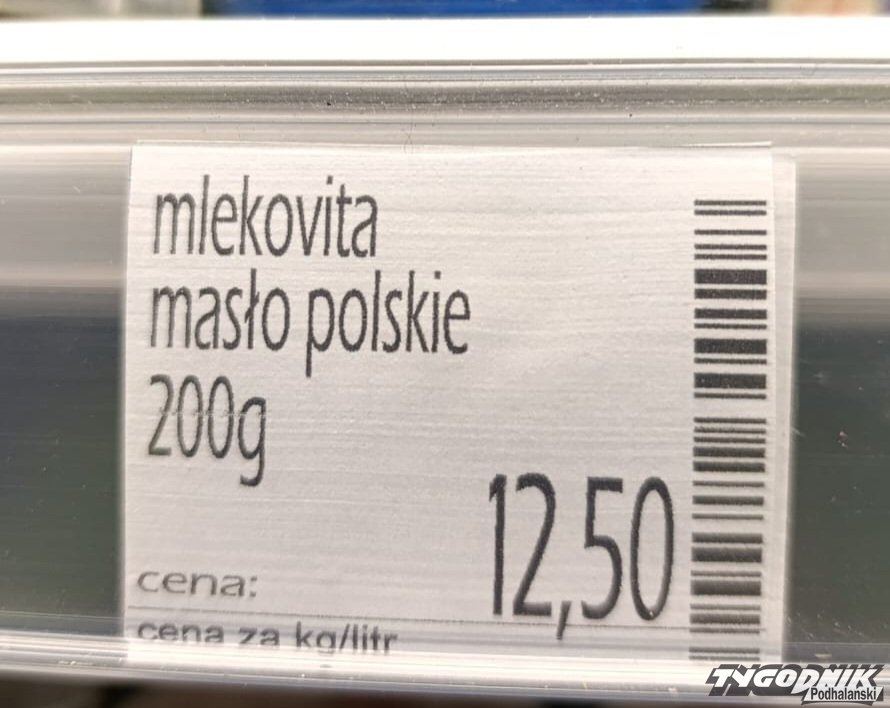 mlekovita
masło polskie
200g
12,50
cena:
cena za kg/litr
TYGODNIK
Podhalański